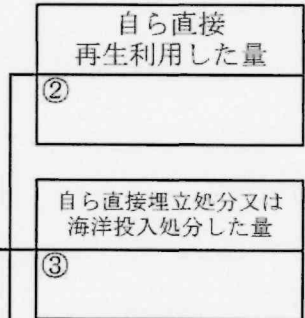 自ら直接
再生利用した量
②
自ら直接埋立処分又は
海洋投入処分した量
③